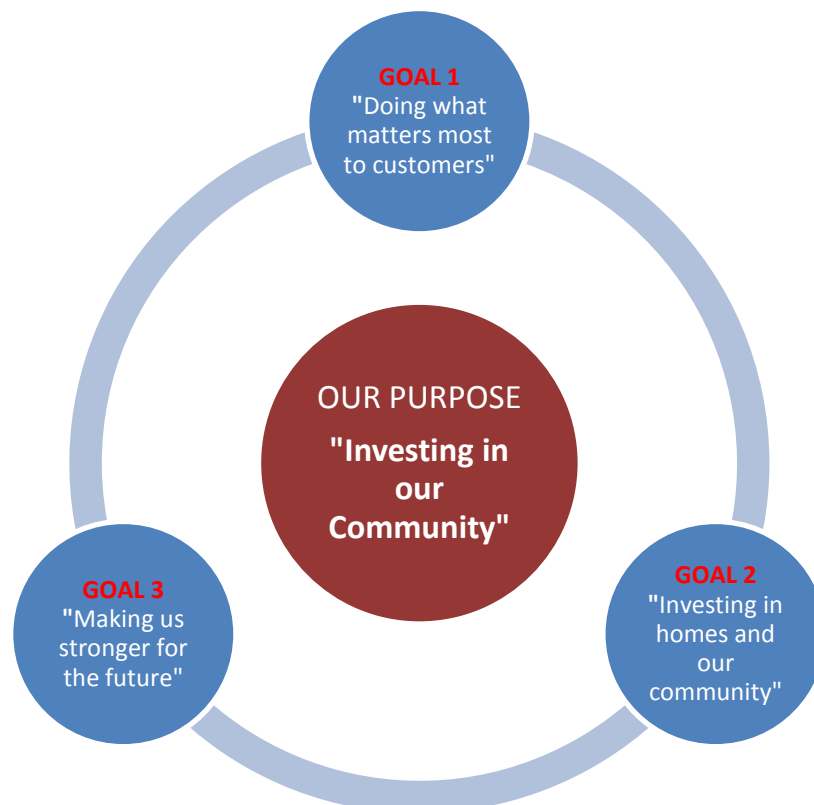 GOAL 1
"Doing what
matters most
to customers"
OUR PURPOSE
"Investing in
our
Community"
GOAL 3
"Making us
stronger for
the future"
GOAL 2
"Investing in
homes and
our
community"